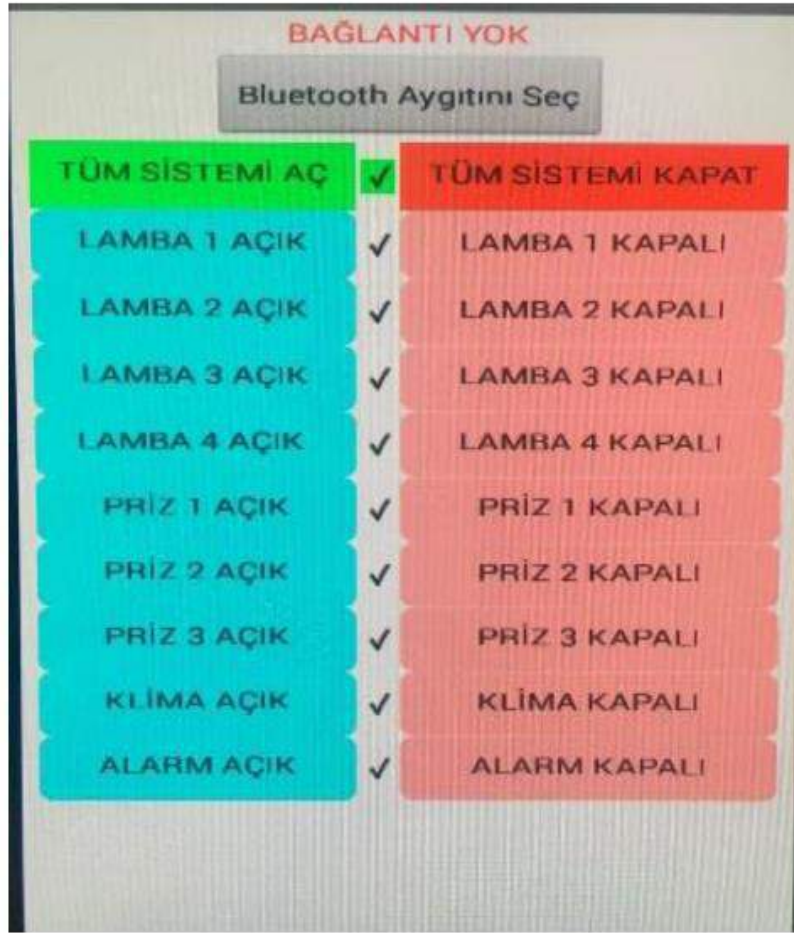 BAĞLANTI YOK
Bluetooth Aygıtını Seç
TÜM SİSTEMİ AÇ ✓ TÜM SİSTEMİ KAPAT
LAMBA 1 AÇIK ✓ LAMBA 1 KAPALI
LAMBA 2 AÇIK ✓ LAMBA 2 KAPALI
LAMBA 3 AÇIK ✓ LAMBA 3 KAPALI
LAMBA 4 AÇIK ✓ LAMBA 4 KAPALI
PRİZ 1 AÇIK ✓ PRİZ 1 KAPALI
PRİZ 2 AÇIK ✓ PRİZ 2 KAPALI
PRİZ 3 AÇIK ✓ PRİZ 3 KAPALI
KLİMA AÇIK ✓ KLİMA KAPALI
ALARM AÇIK ✓ ALARM KAPALI